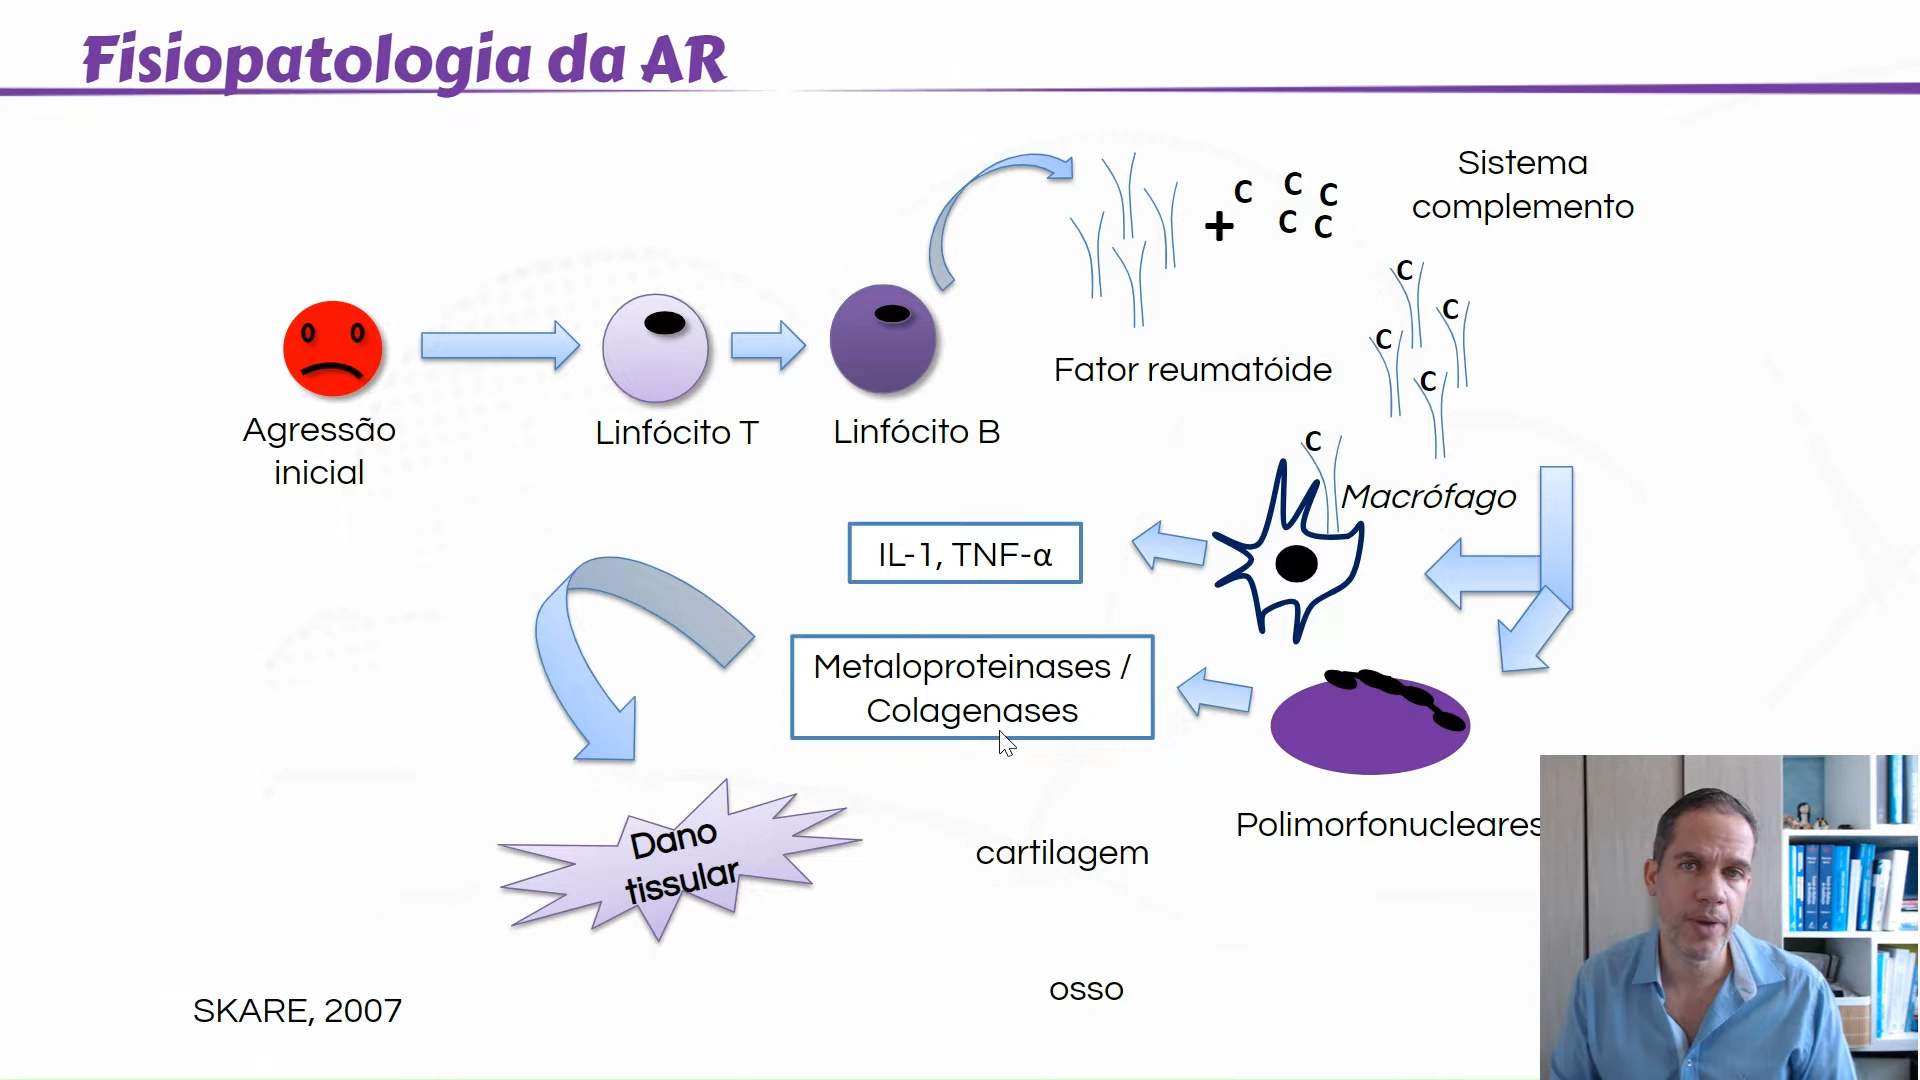 Fisiopatologia da AR
Sistema
complemento
C
C
C
+
C
C
C
C
C
C
Fator reumatóide
Agressão
inicial
Linfócito T
Linfócito B
C
Macrófago
IL-1, TNF-α
Metaloproteinases /
Colagenases
Dano
tissular
Polimorfonucleares
cartilagem
osso
SKARE, 2007